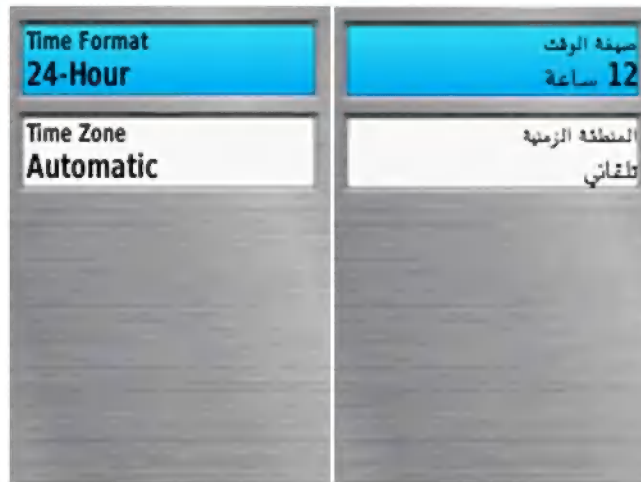 Time Format
24-Hour
Time Zone
Automatic
صيغة الوقت
12 ساعة
المنطقة الزمنية
تلقائي